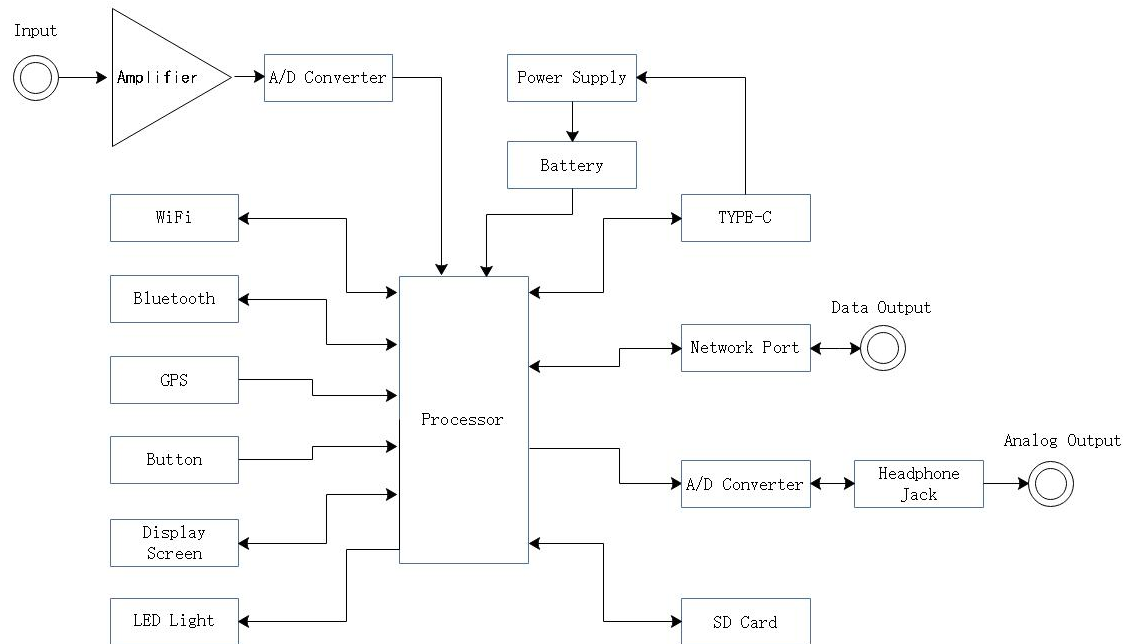 Input
Amplifier
A/D Converter
Power Supply
Battery
WiFi
TYPE-C
Bluetooth
Data Output
Network Port
GPS
Processor
Button
Analog Output
A/D Converter
Headphone
Jack
Display
Screen
LED Light
SD Card